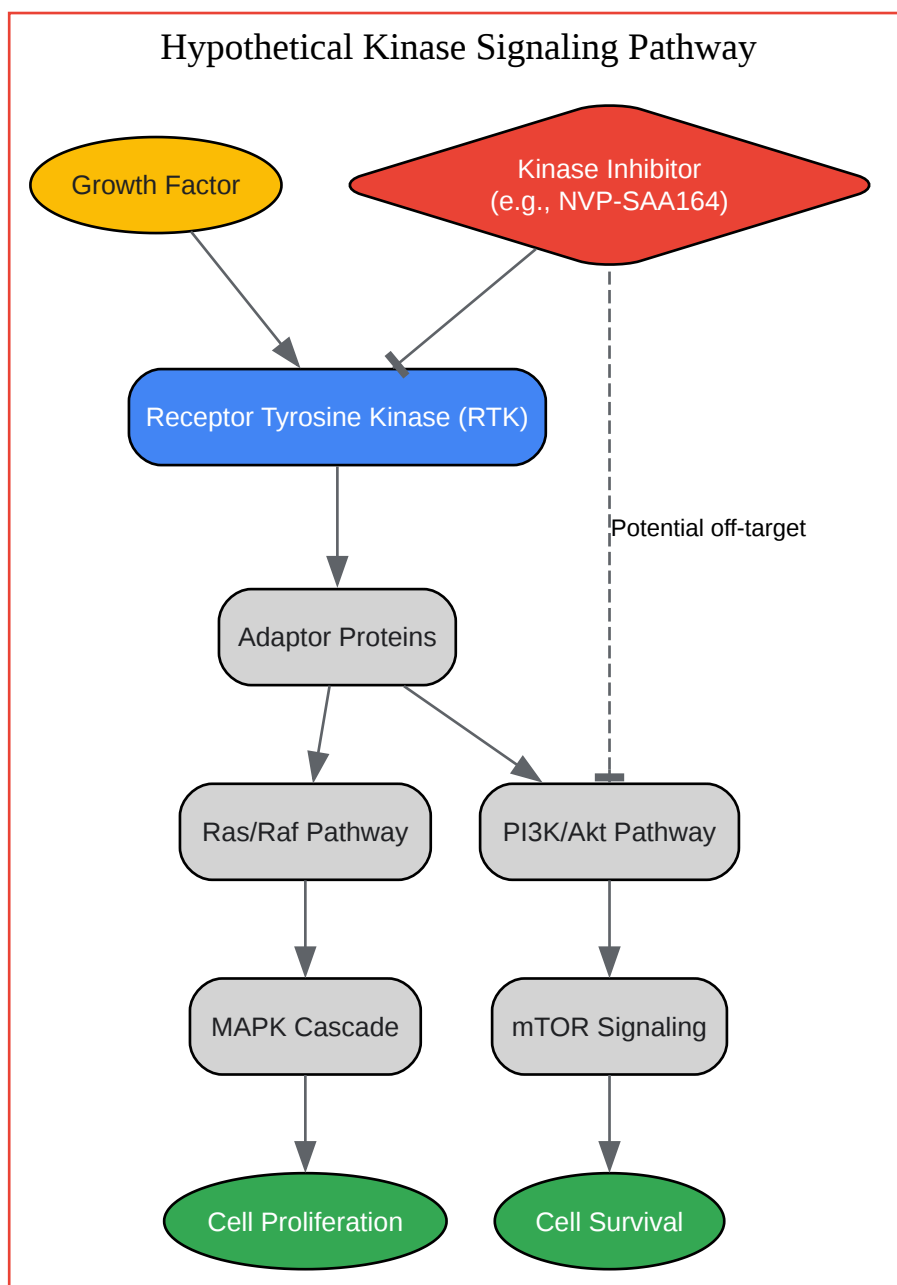 Hypothetical Kinase Signaling Pathway
Growth Factor
Kinase Inhibitor
(e.g., NVP-SAA164)
Receptor Tyrosine Kinase (RTK)
Potential off-target
Adaptor Proteins
Ras/Raf Pathway
PI3K/Akt Pathway
MAPK Cascade
mTOR Signaling
Cell Proliferation
Cell Survival